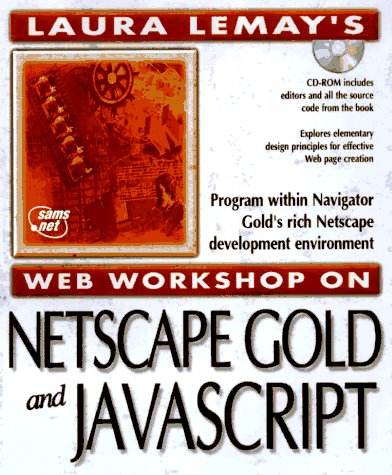 LAURA LEMAY'S
CD-ROM includes
editors and all the source
code from the book
Explores elementary
design principles for effective
Web page creation
Program within Navigator
Gold's rich Netscape
development environment
sams
.net
WEB WORKSHOP ON
NETSCAPE GOLD
and JAVASCRIPT